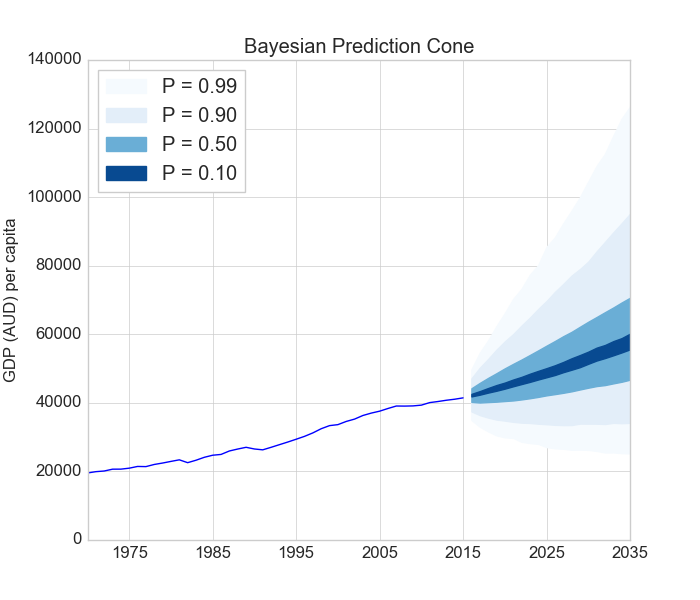 Bayesian Prediction Cone
140000
120000
100000
80000
60000
40000
20000
0
GDP (AUD) per capita
P = 0.99
P = 0.90
P = 0.50
P = 0.10
1975 1985 1995 2005 2015 2025 2035